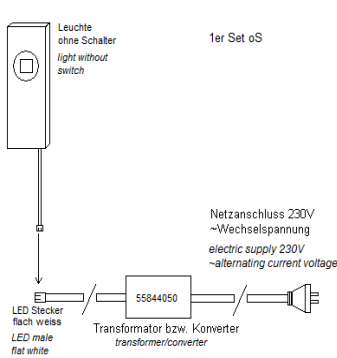 Leuchte
ohne Schalter
light without
switch
1er Set oS
Netzanschluss 230V
~Wechselspannung
electric supply 230V
~alternating current voltage
55844050
LED Stecker
flach weiss
LED male
flat white
Transformator bzw. Konverter
transformer/converter